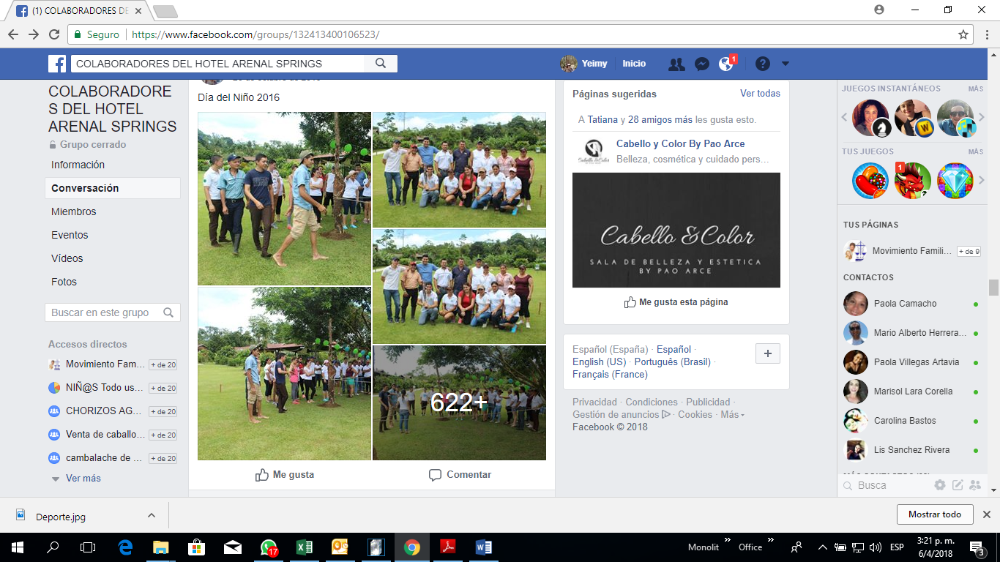 (1) COLABORADORES DE
Seguro
https://www.facebook.com/groups/132413400106523/
COLABORADORES DEL HOTEL ARENAL SPRINGS
Yeimy
Inicio
1
COLABORADORE
S DEL HOTEL
ARENAL SPRINGS
Grupo cerrado
Información
Conversación
Miembros
Eventos
Vídeos
Fotos
Buscar en este grupo
Accesos directos
Movimiento Fam... + de 20
NIÑ@S Todo us... + de 20
CHORIZOS AG... + de 20
Venta de caballo... + de 20
cambalache de ... + de 20
Ver más
Día del Niño 2016
622+
Me gusta
Comentar
Páginas sugeridas
Ver todas
A Tatiana y 28 amigos más les gusta esto.
Cabello y Color By Pao Arce
Belleza, cosmética y cuidado pers...
Cabello & Color
Cabello & Color
SALA DE BELLEZA Y ESTETICA
BY PAO ARCE
Me gusta esta página
Español (España) · Español ·
English (US) · Português (Brasil) ·
Français (France)
Privacidad · Condiciones · Publicidad ·
Gestión de anuncios · Cookies · Más
Facebook © 2018
JUEGOS INSTANTÁNEOS MÁS
W
TUS JUEGOS MÁS
1
TUS PÁGINAS
Movimiento Famili... + de 9
CONTACTOS
Paola Camacho
Mario Alberto Herrera...
Paola Villegas Artavia
Marisol Lara Corella
Carolina Bastos
Lis Sanchez Rivera
Busca
Deporte.jpg
Mostrar todo
17
Monolit
Office
ESP
3:21 p. m.
6/4/2018
3